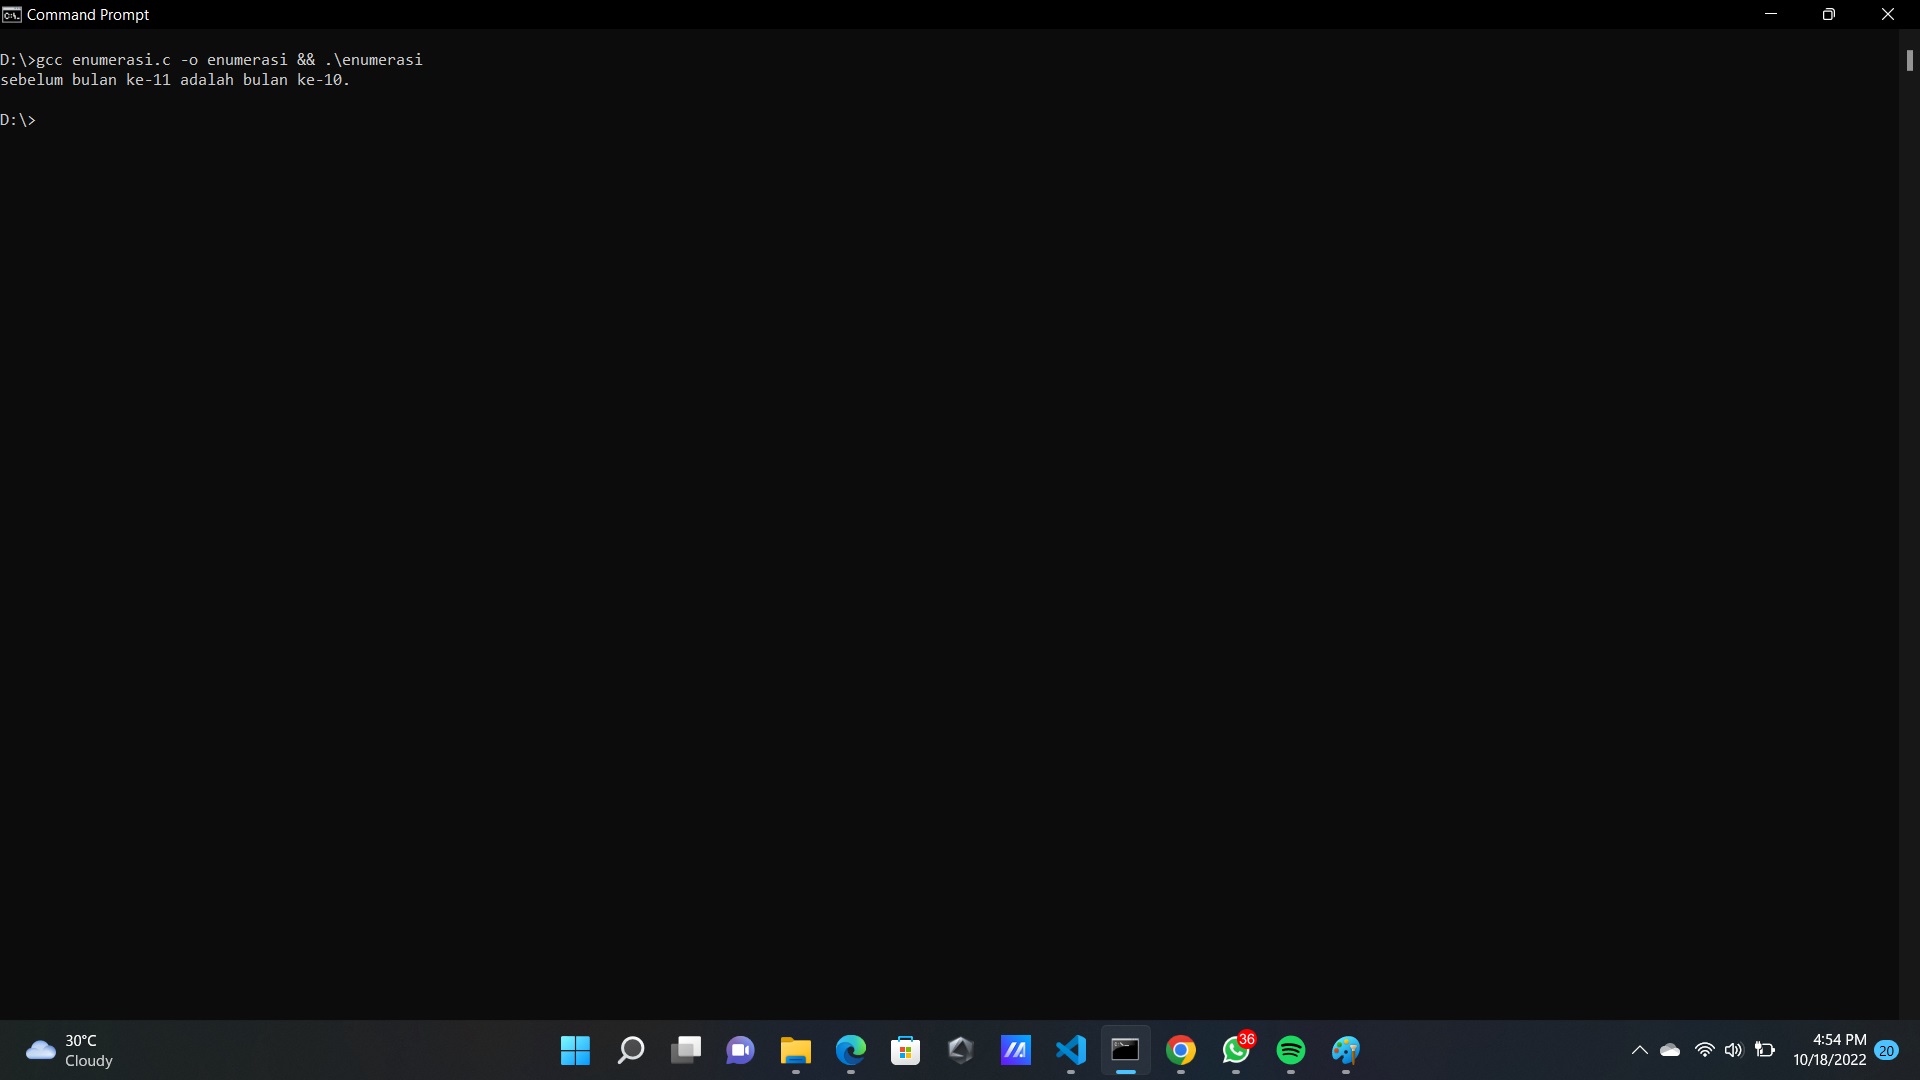 Command Prompt
D:\>gcc enumerasi.c -o enumerasi && .\enumerasi
sebelum bulan ke-11 adalah bulan ke-10.
D:\>
30°C
Cloudy
36
4:54 PM
10/18/2022
20